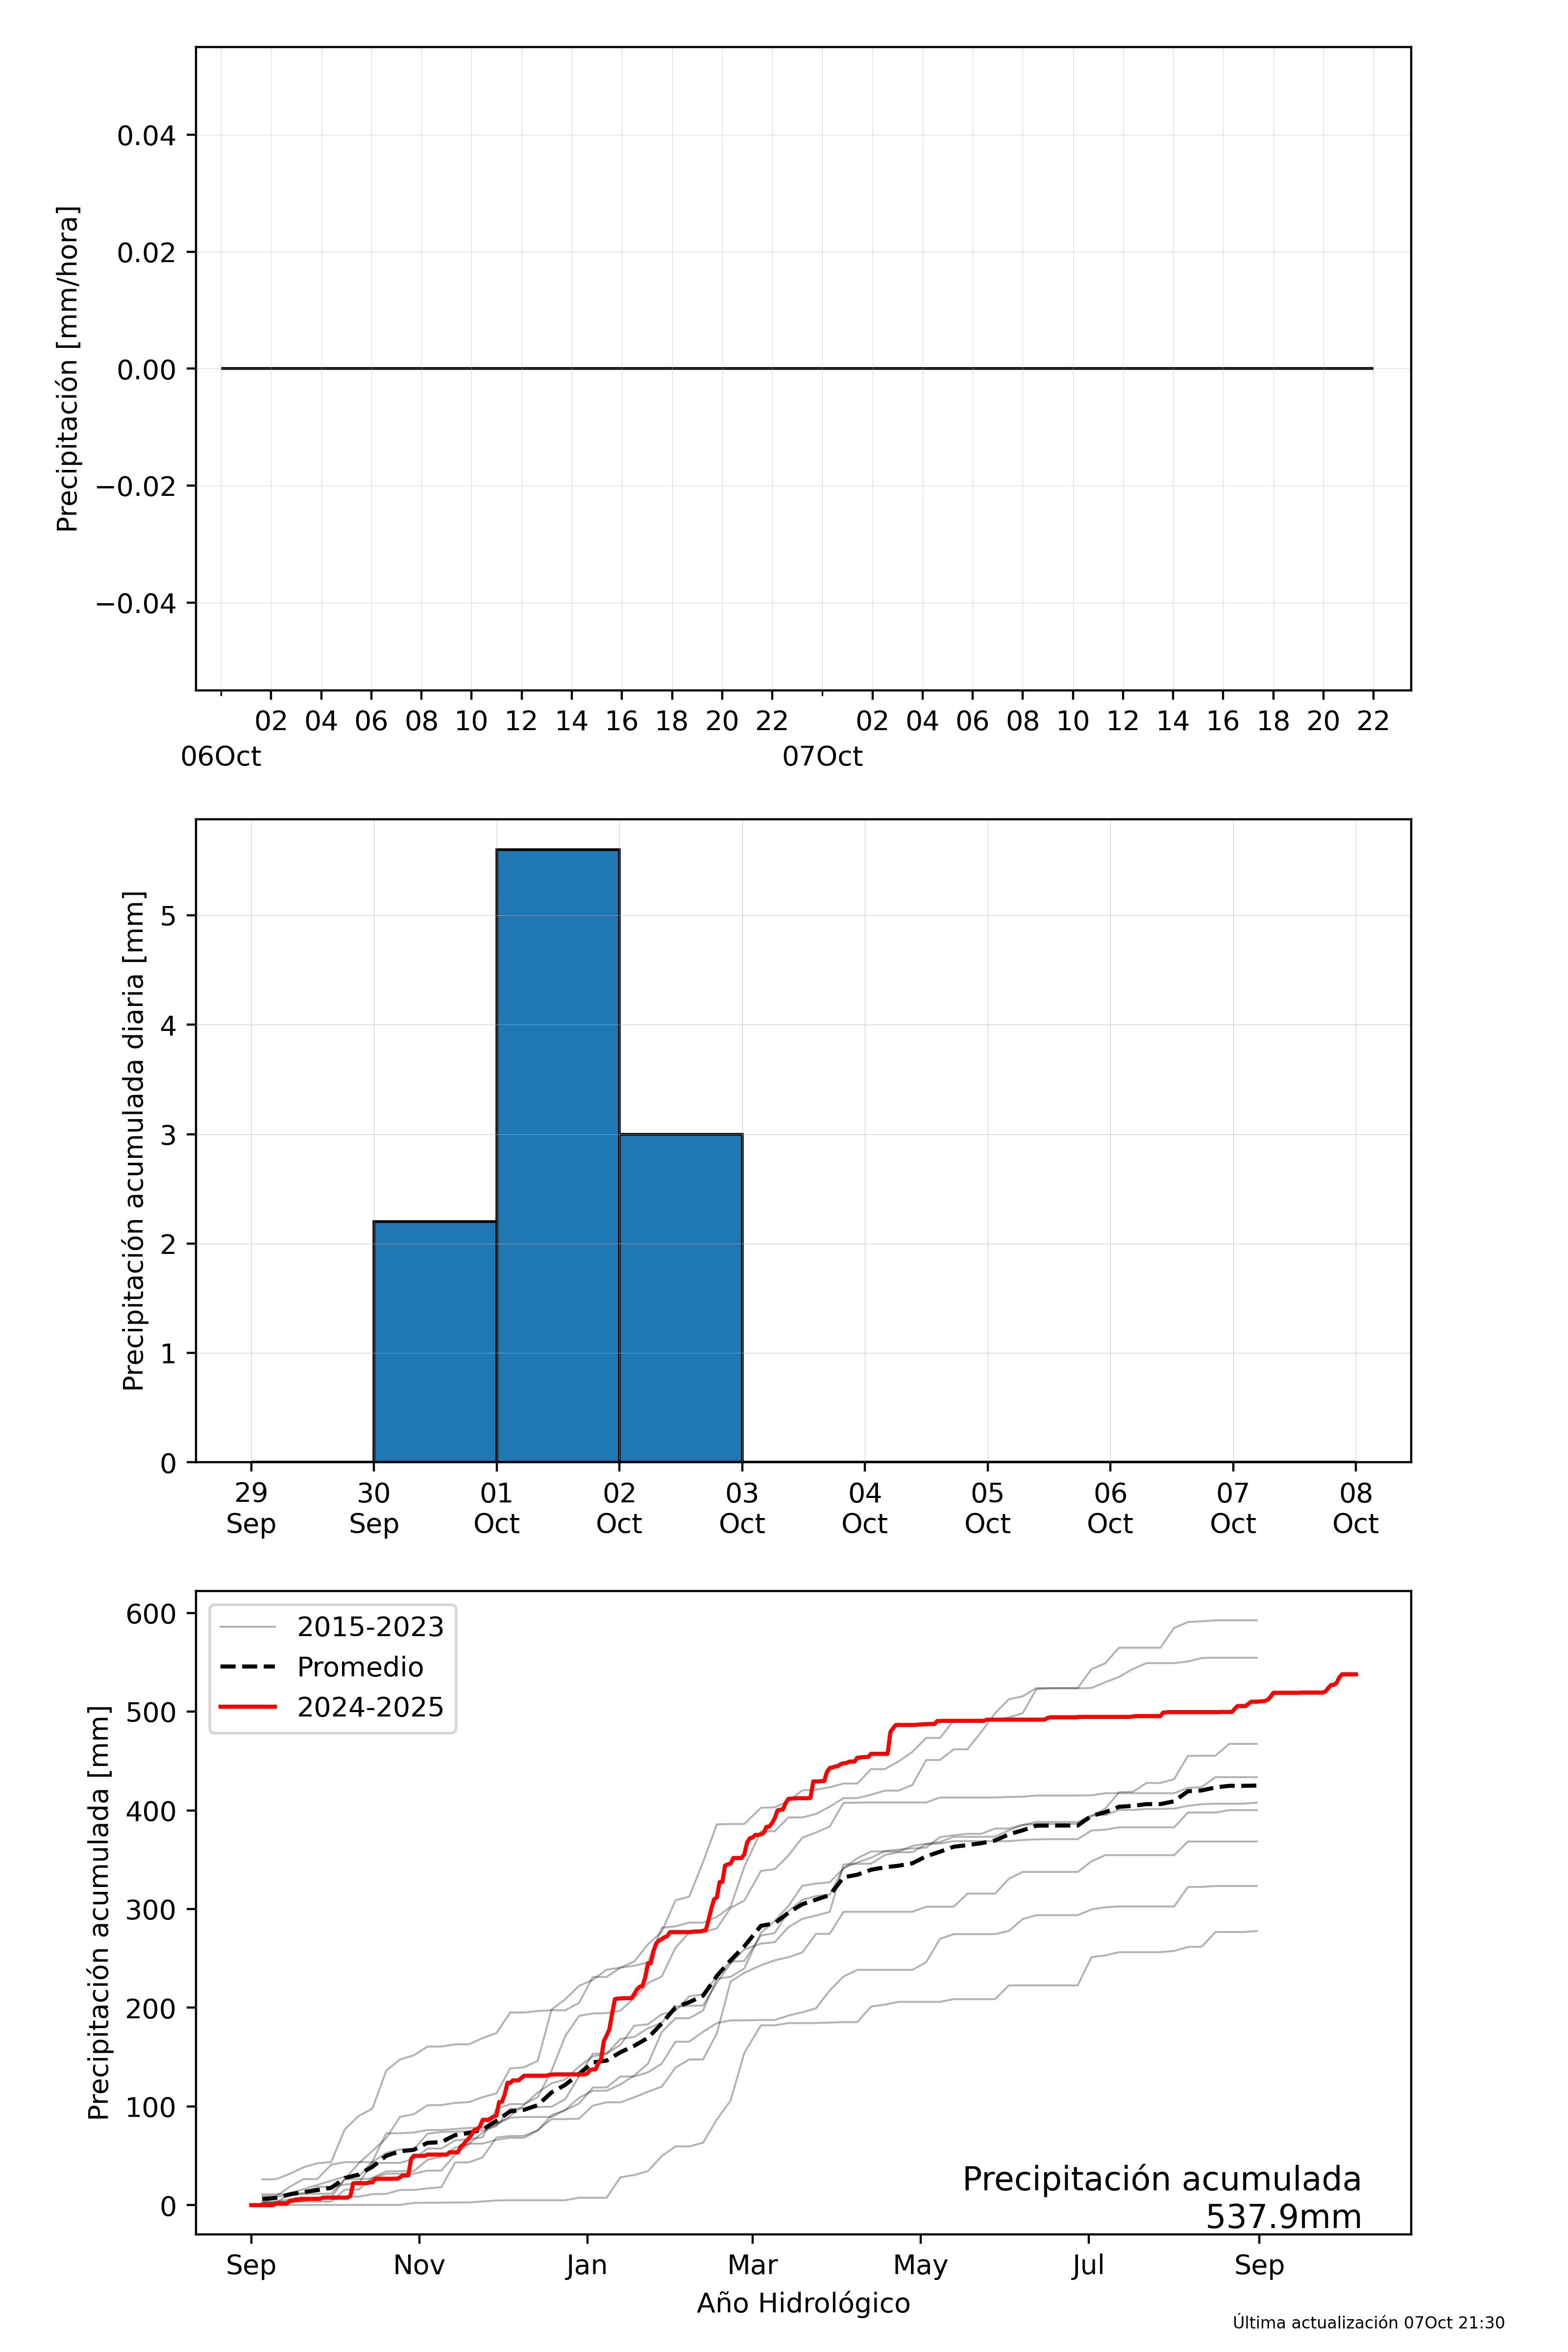 Precipitación [mm/hora]
0.04
0.02
0.00
−0.02
−0.04
02 04 06 08 10 12 14 16 18 20 22 02 04 06 08 10 12 14 16 18 20 22
06Oct 07Oct
Precipitación acumulada diaria [mm]
5
4
3
2
1
0
29 30 01 02 03 04 05 06 07 08
Sep Sep Oct Oct Oct Oct Oct Oct Oct Oct
Precipitación acumulada [mm]
600
500
400
300
200
100
0
2015-2023
Promedio
2024-2025
Precipitación acumulada
537.9mm
Sep Nov Jan Mar May Jul Sep
Año Hidrológico
Última actualización 07Oct 21:30